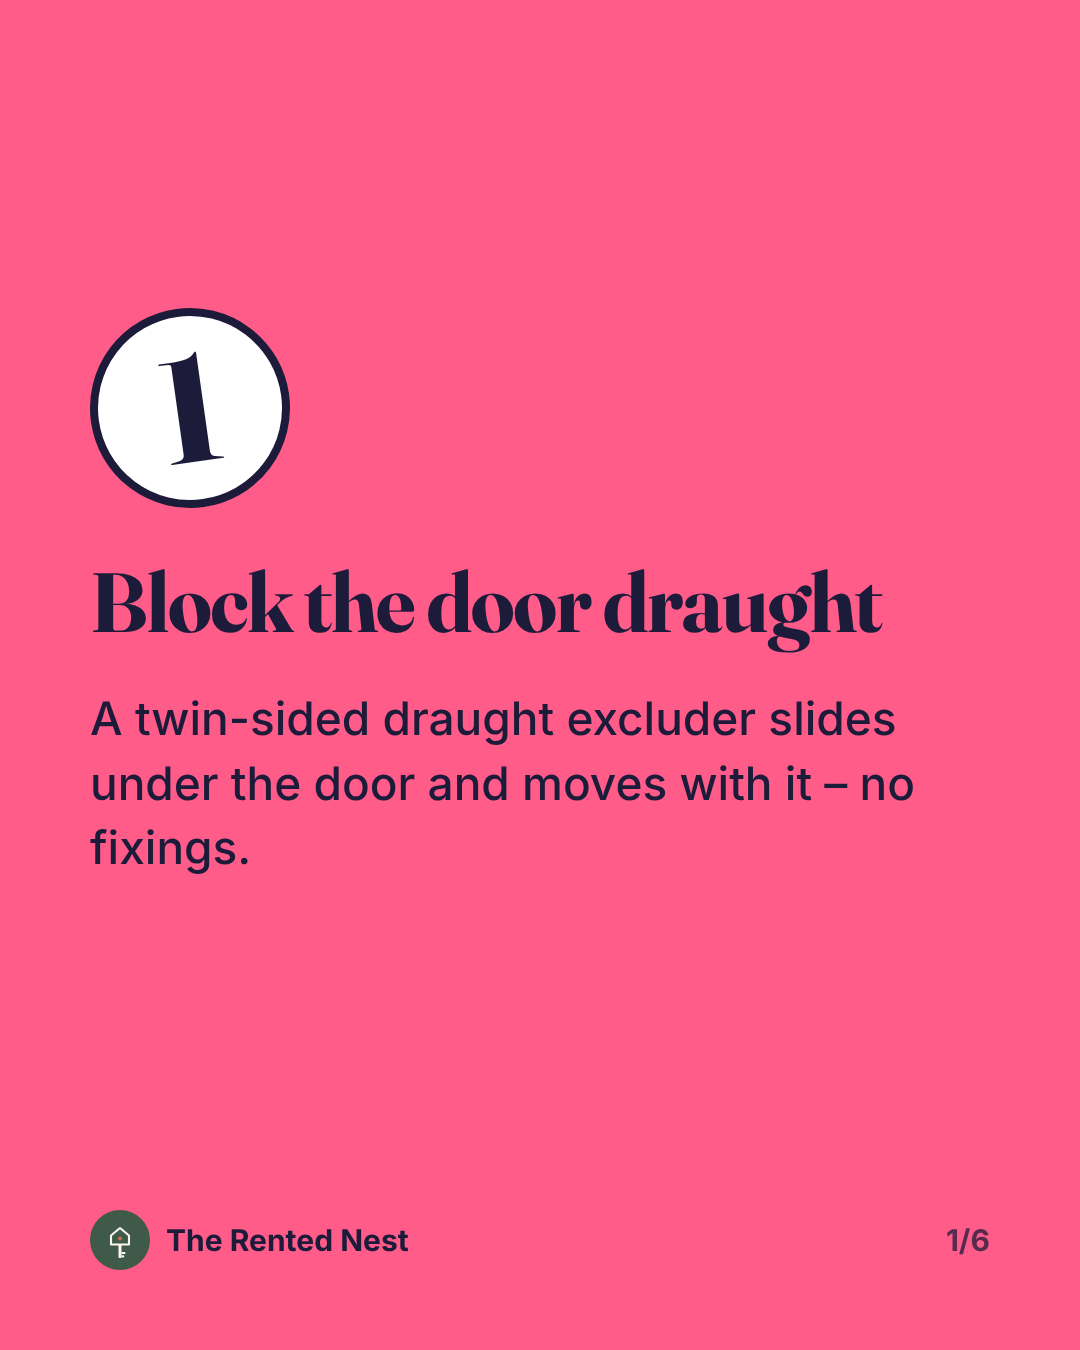 1
Block the door draught
A twin-sided draught excluder slides
under the door and moves with it – no
fixings.
The Rented Nest
1/6